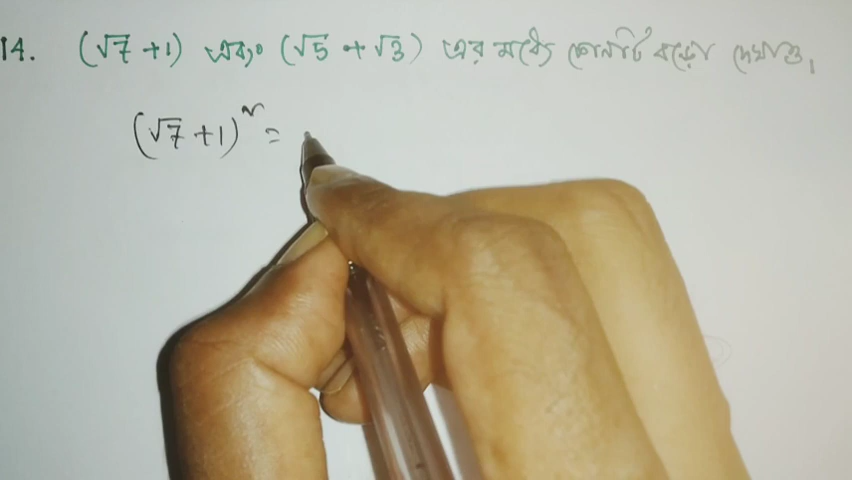 14. (√7 + 1) এবং (√5 + √3) এর মধ্যে কোনটি বড়ো দেখাও।
(√7 + 1)² =